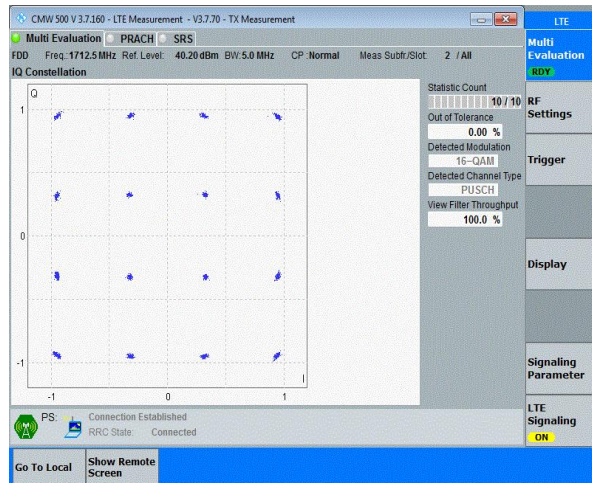 CMW 500 V 3.7.160 - LTE Measurement - V3.7.70 - TX Measurement
LTE
Multi Evaluation PRACH SRS
FDD Freq.:1712.5 MHz Ref. Level: 40.20 dBm BW: 5.0 MHz CP :Normal Meas Subfr./Slot: 2 / All
IQ Constellation
Q
1
0
-1
-1 0 1
I
Statistic Count
10 / 10
Out of Tolerance
0.00 %
Detected Modulation
16-QAM
Detected Channel Type
PUSCH
View Filter Throughput
100.0 %
Multi
Evaluation
RDY
RF
Settings
Trigger
Display
Signaling
Parameter
LTE
Signaling
ON
PS: Connection Established
RRC State: Connected
Go To Local
Show Remote
Screen